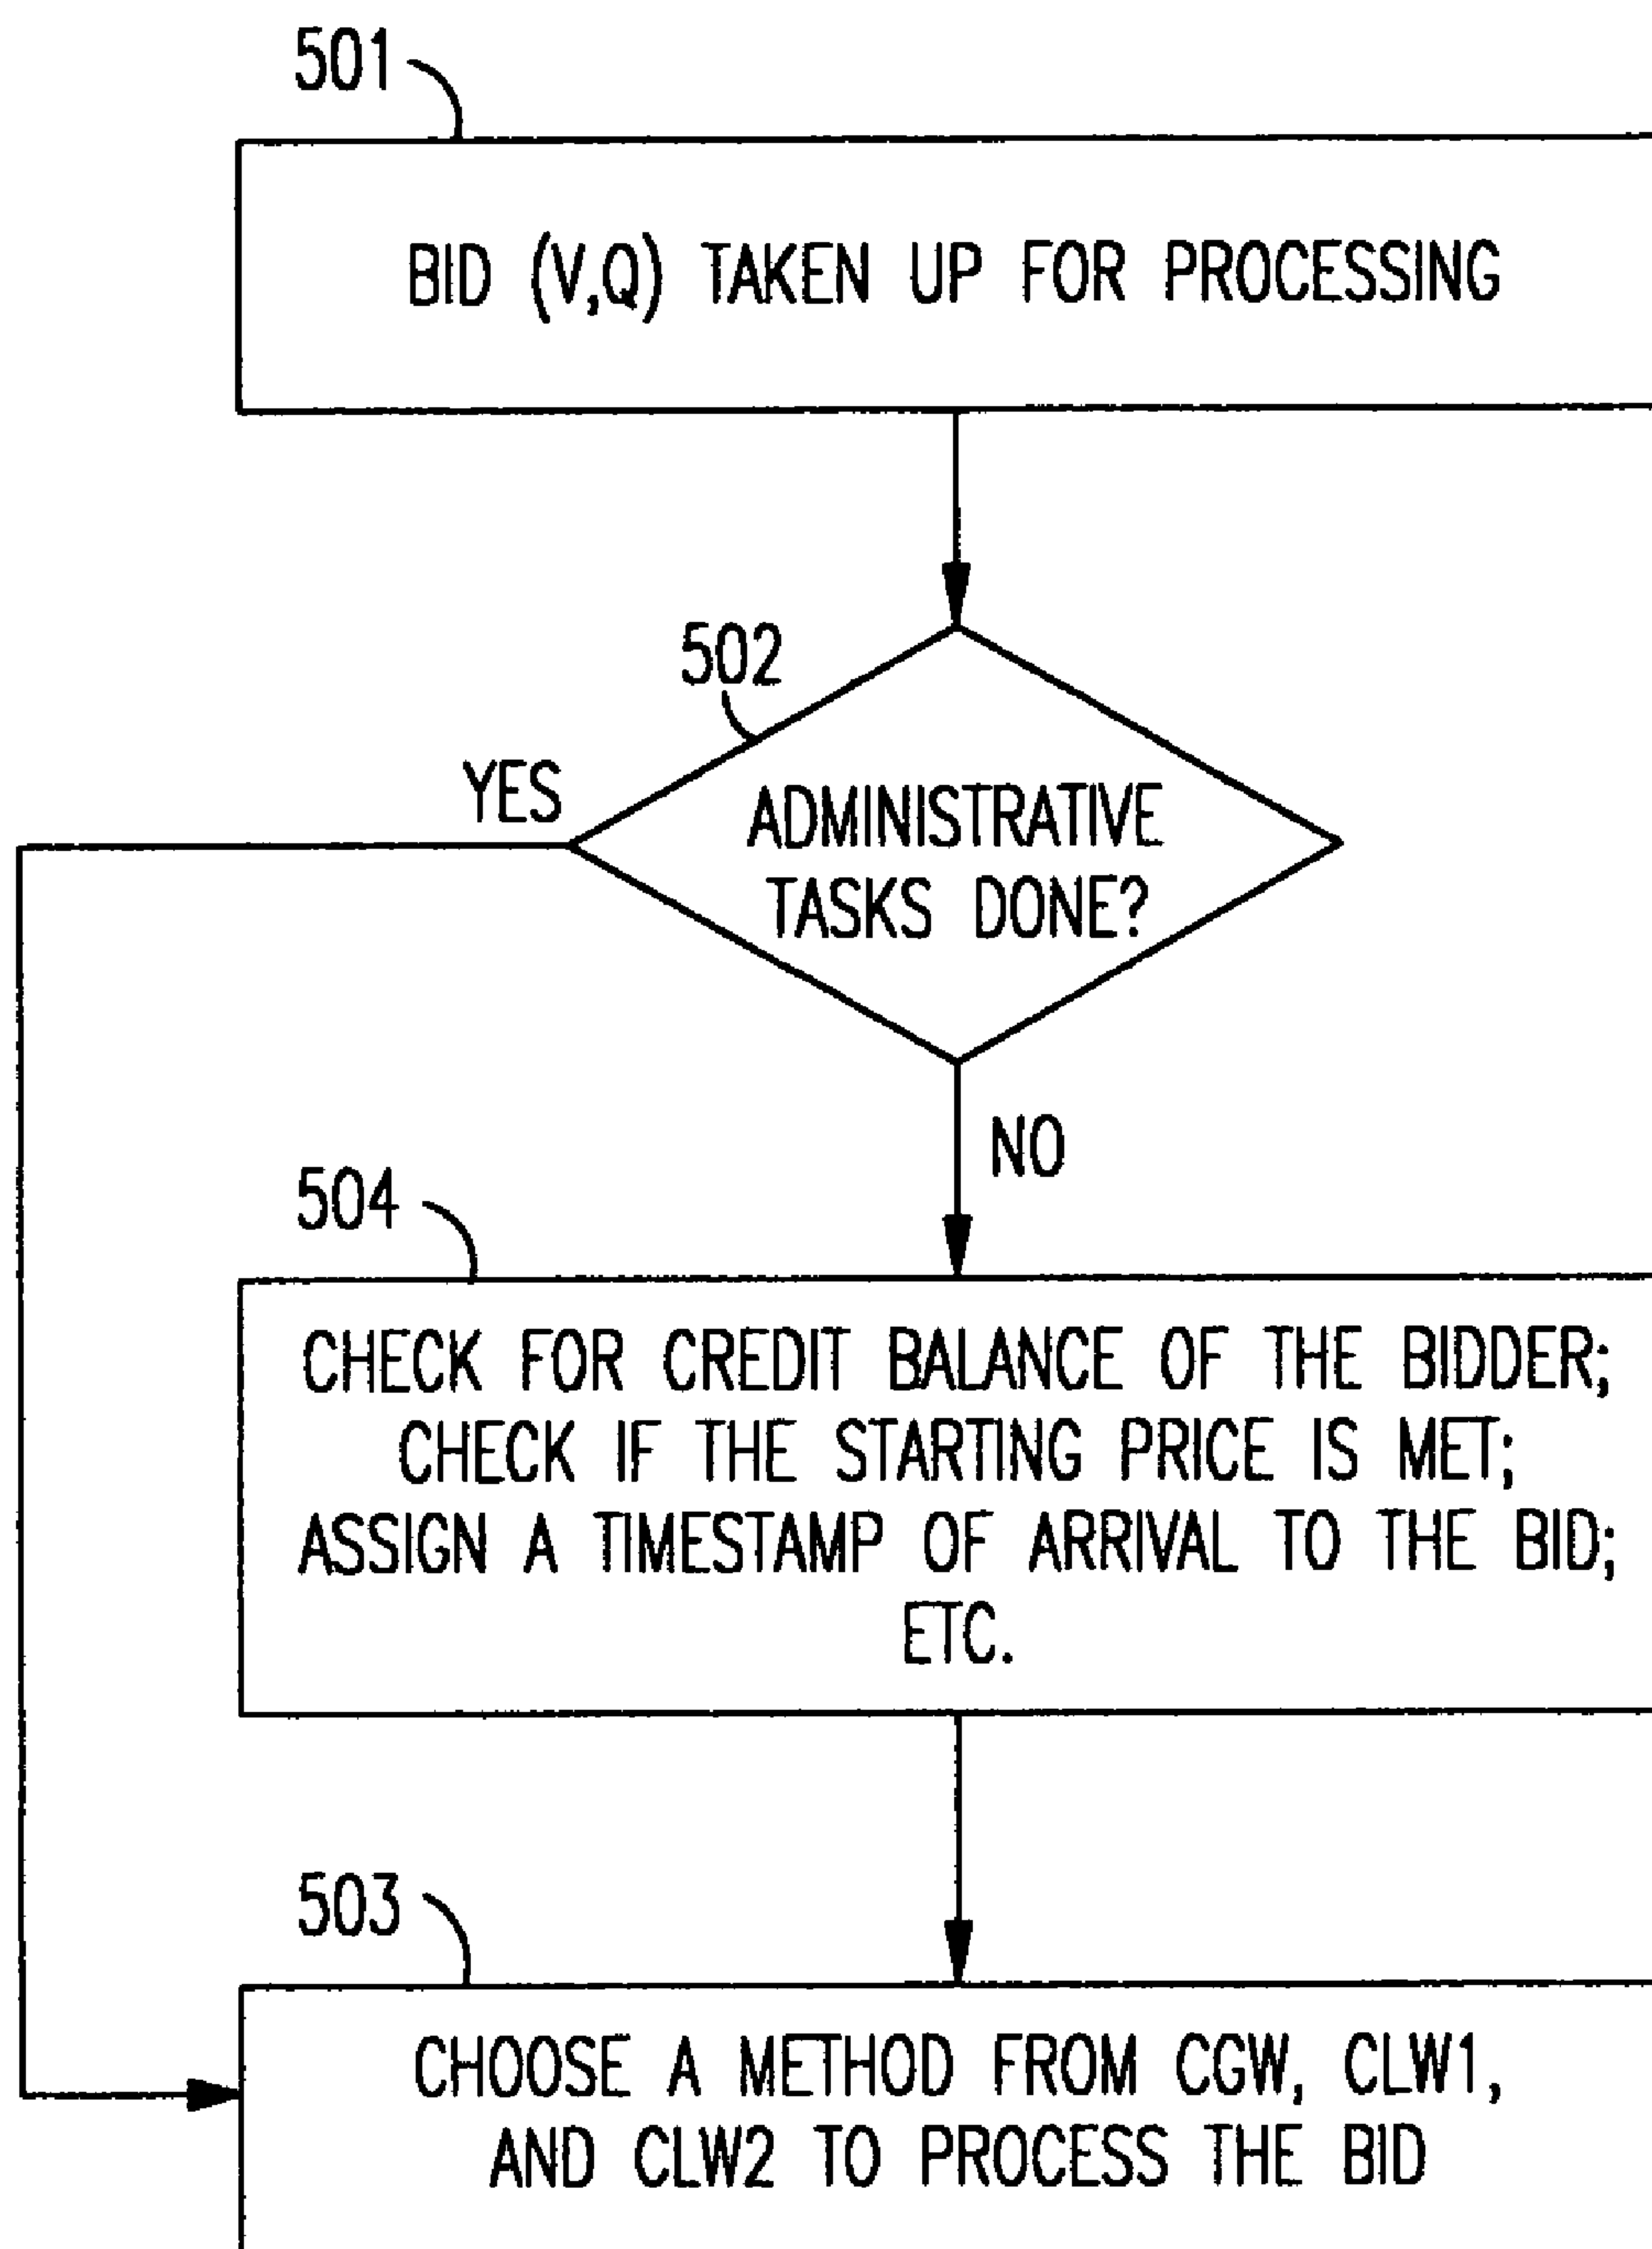 501
BID (V,Q) TAKEN UP FOR PROCESSING
502
YES
ADMINISTRATIVE
TASKS DONE?
NO
504
CHECK FOR CREDIT BALANCE OF THE BIDDER;
CHECK IF THE STARTING PRICE IS MET;
ASSIGN A TIMESTAMP OF ARRIVAL TO THE BID;
ETC.
503
CHOOSE A METHOD FROM CGW, CLW1,
AND CLW2 TO PROCESS THE BID